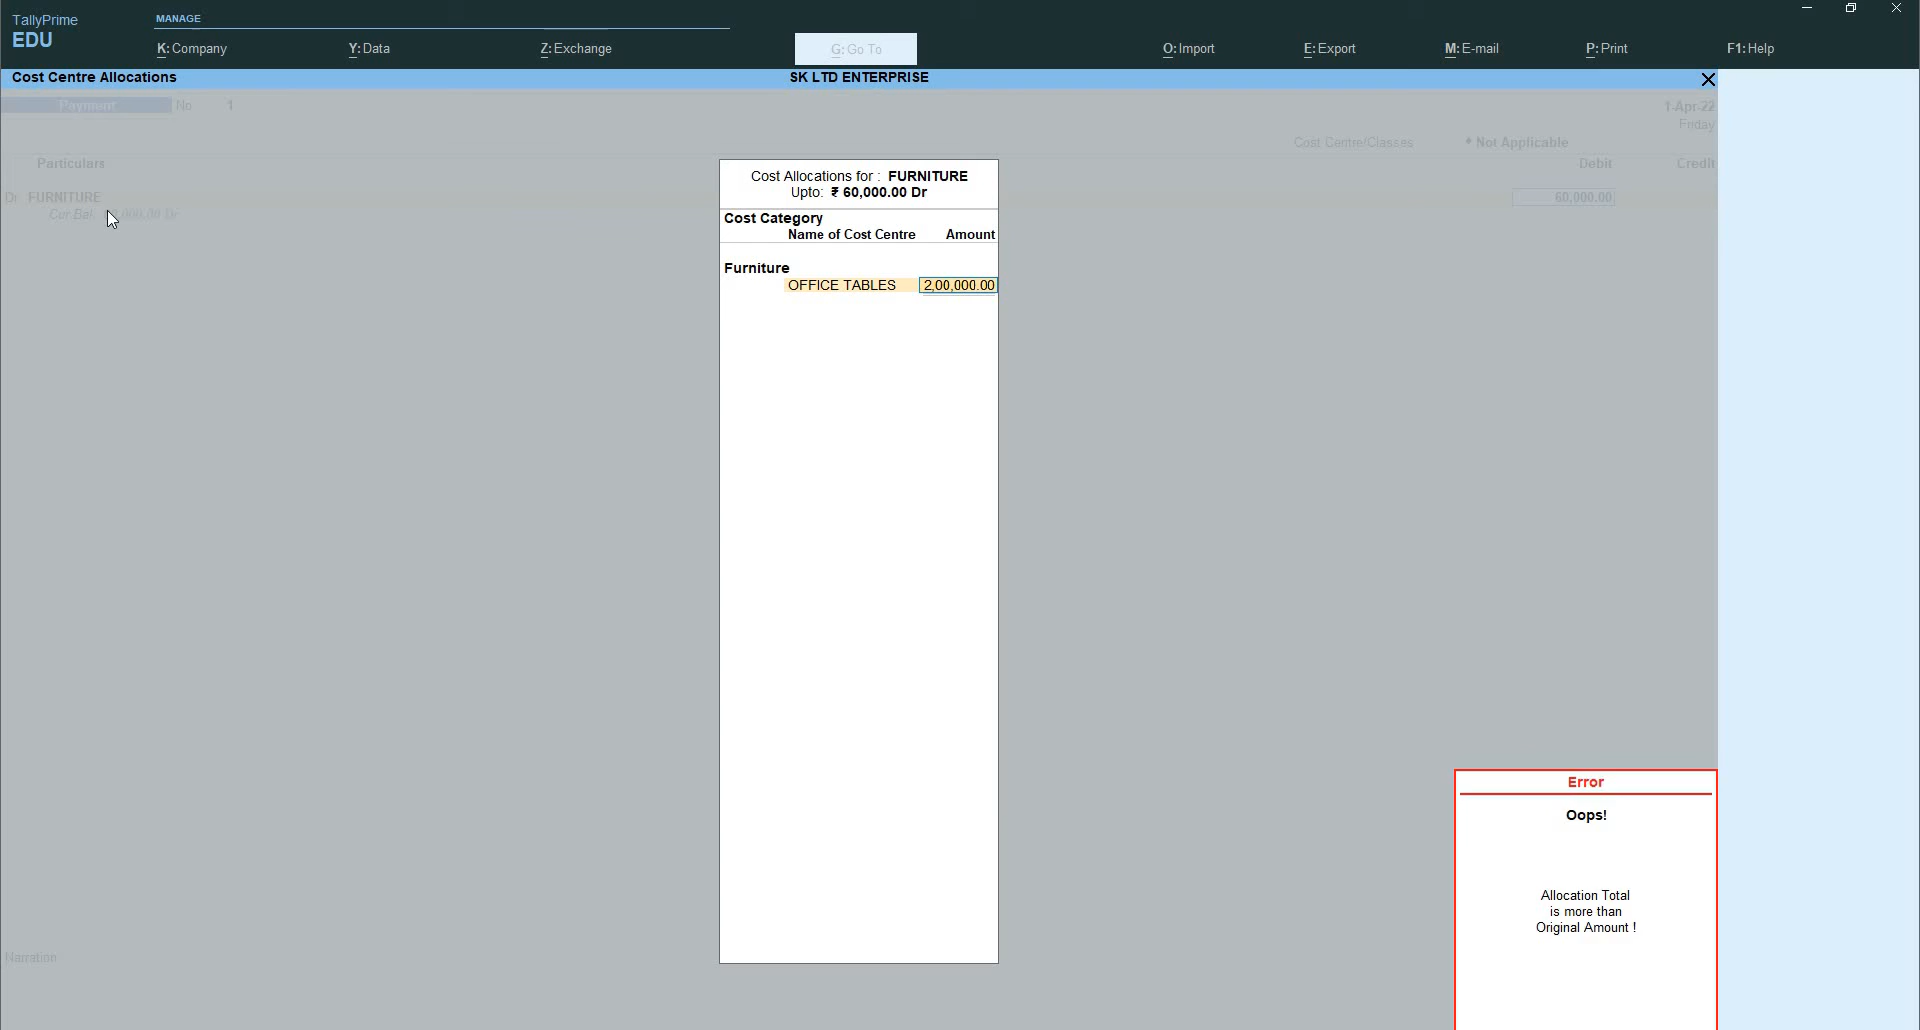 TallyPrime
EDU
MANAGE
K: Company
Y: Data
Z: Exchange
G: Go To
O: Import
E: Export
M: E-mail
P: Print
F1: Help
Cost Centre Allocations
SK LTD ENTERPRISE
Payment No 1
1-Apr-22
Friday
Cost Centre/Classes ♦ Not Applicable
Particulars Debit Credit
Dr FURNITURE 60,000.00
Cur Bal:
Cost Allocations for : FURNITURE
Upto: ₹ 60,000.00 Dr
Cost Category
Name of Cost Centre Amount
Furniture
OFFICE TABLES 2,00,000.00
Error
Oops!
Allocation Total
is more than
Original Amount !
Narration